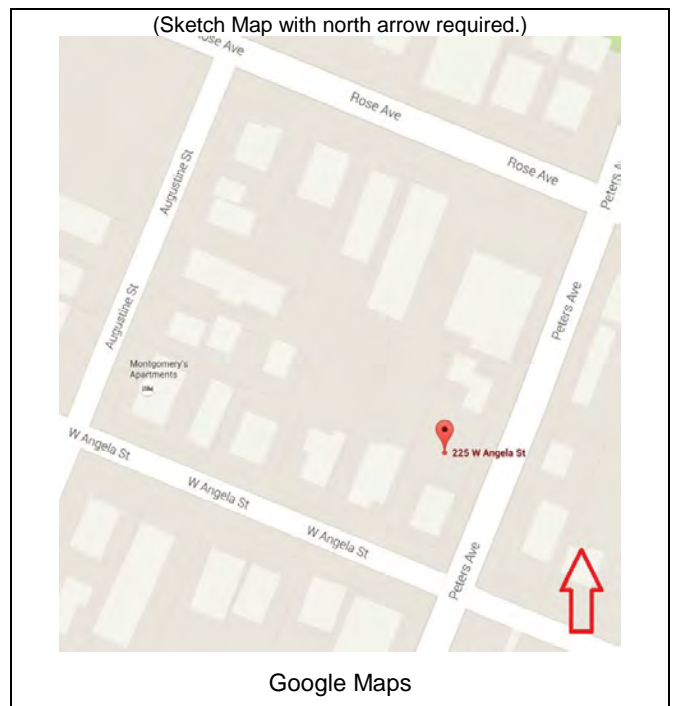 (Sketch Map with north arrow required.)
Rose Ave
Rose Ave
Rose Ave
Peters
Augustine St
Peters Ave
Augustine St
Montgomery's
Apartments
225 W Angela St
W Angela St
W Angela St
W Angela St
Peters Ave
Google Maps